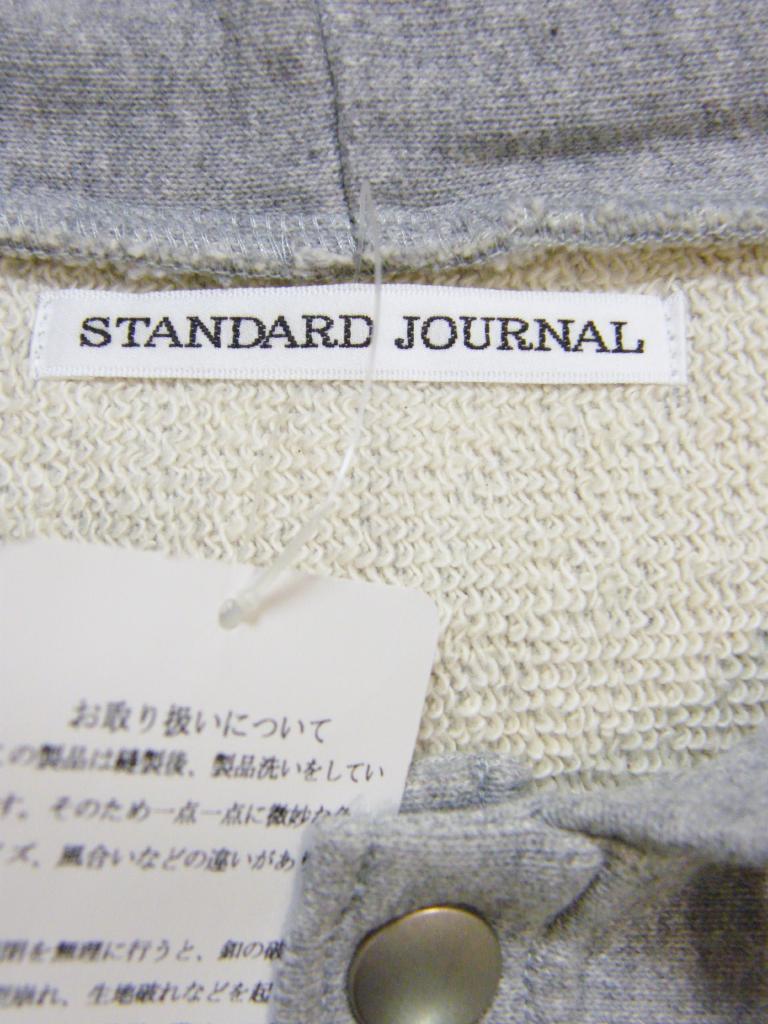 STANDARD JOURNAL
お取り扱いについて
の製品は縫製後、製品洗いをしてい
す。そのため一点一点に微妙な
ズ、風合いなどの違いがあ
閉を無理に行うと、釦の破
崩れ、生地破れなどを起